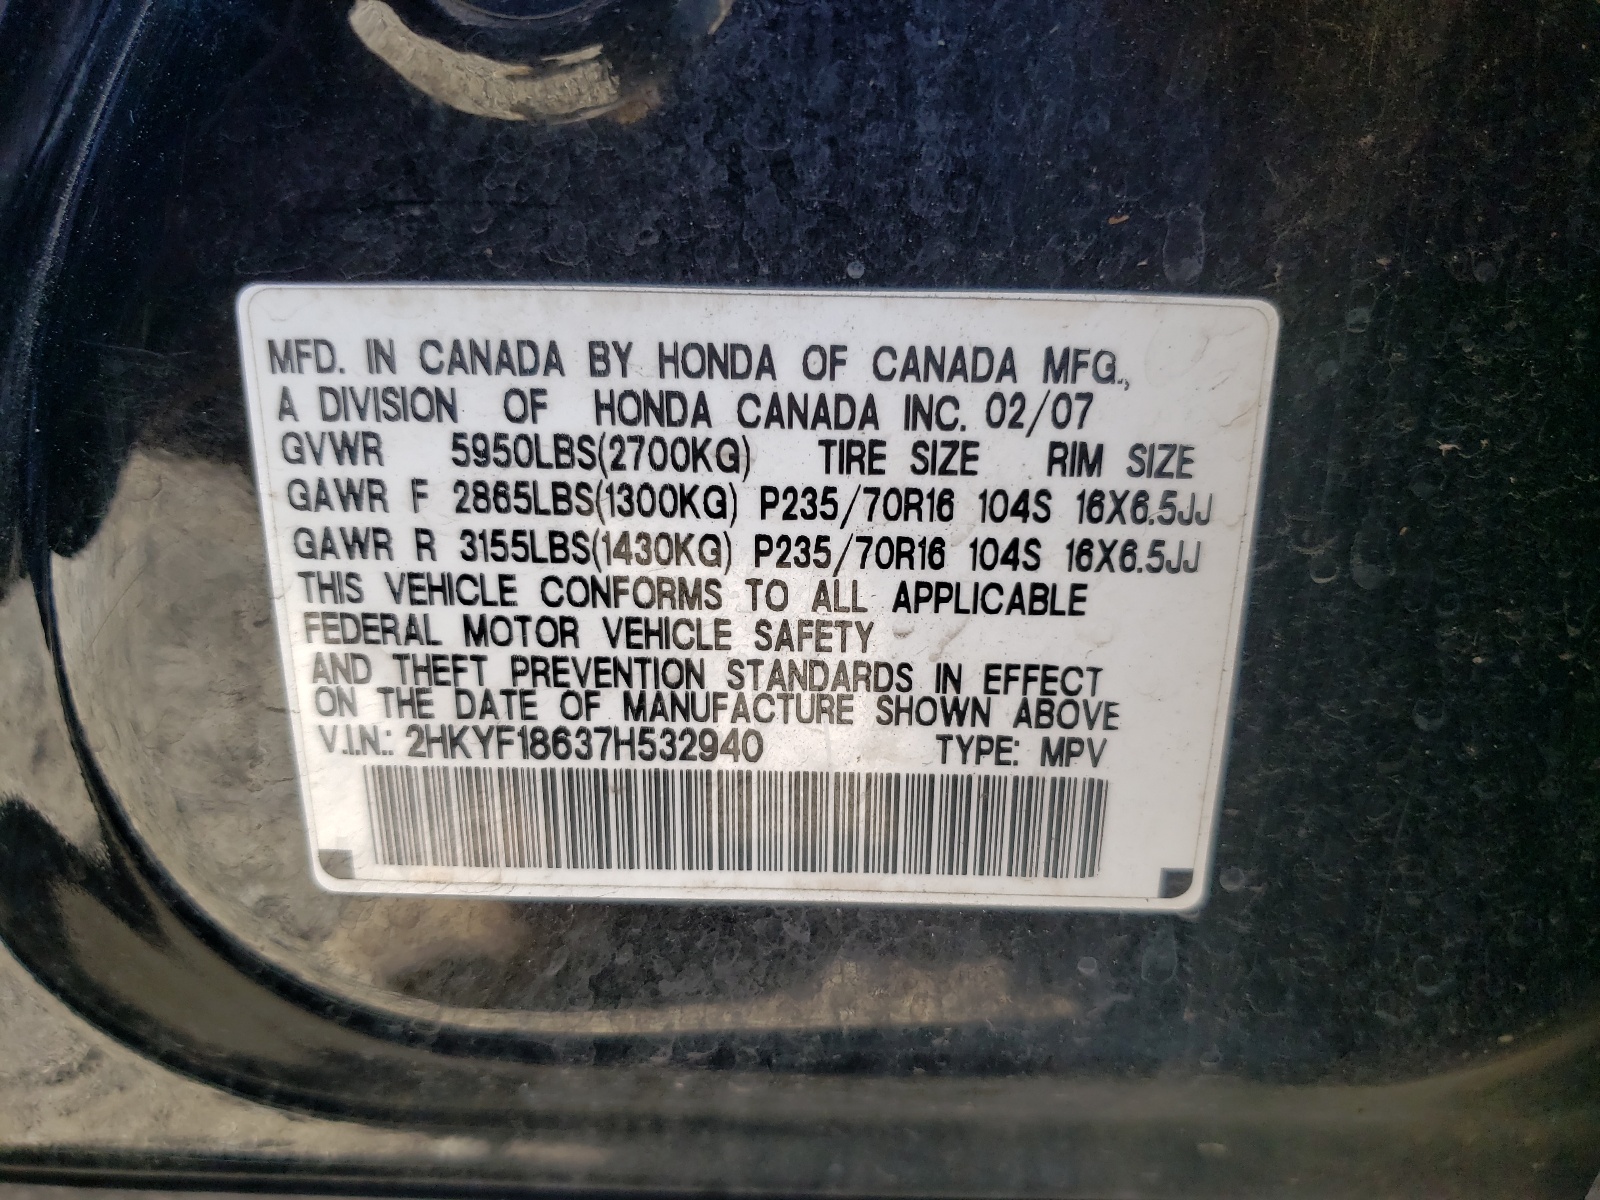 MFD. IN CANADA BY HONDA OF CANADA MFG.,
A DIVISION OF HONDA CANADA INC. 02/07
GVWR 5950LBS(2700KG) TIRE SIZE RIM SIZE
GAWR F 2865LBS(1300KG) P235/70R16 104S 16X6.5JJ
GAWR R 3155LBS(1430KG) P235/70R16 104S 16X6.5JJ
THIS VEHICLE CONFORMS TO ALL APPLICABLE
FEDERAL MOTOR VEHICLE SAFETY
AND THEFT PREVENTION STANDARDS IN EFFECT
ON THE DATE OF MANUFACTURE SHOWN ABOVE
V.I.N.: 2HKYF18637H532940 TYPE: MPV